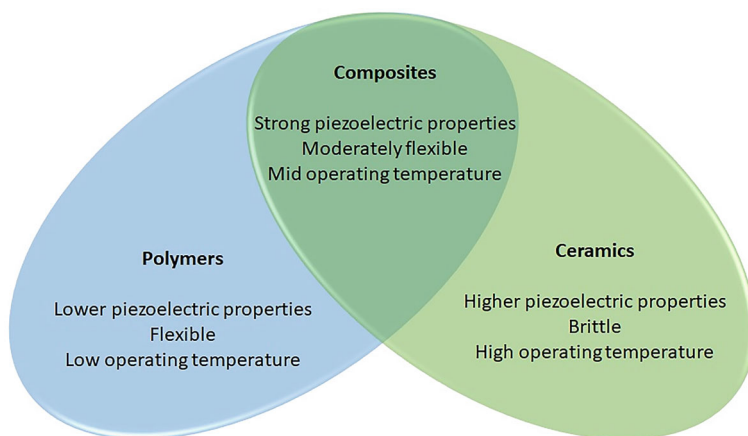 Composites
Strong piezoelectric properties
Moderately flexible
Mid operating temperature
Polymers
Lower piezoelectric properties
Flexible
Low operating temperature
Ceramics
Higher piezoelectric properties
Brittle
High operating temperature